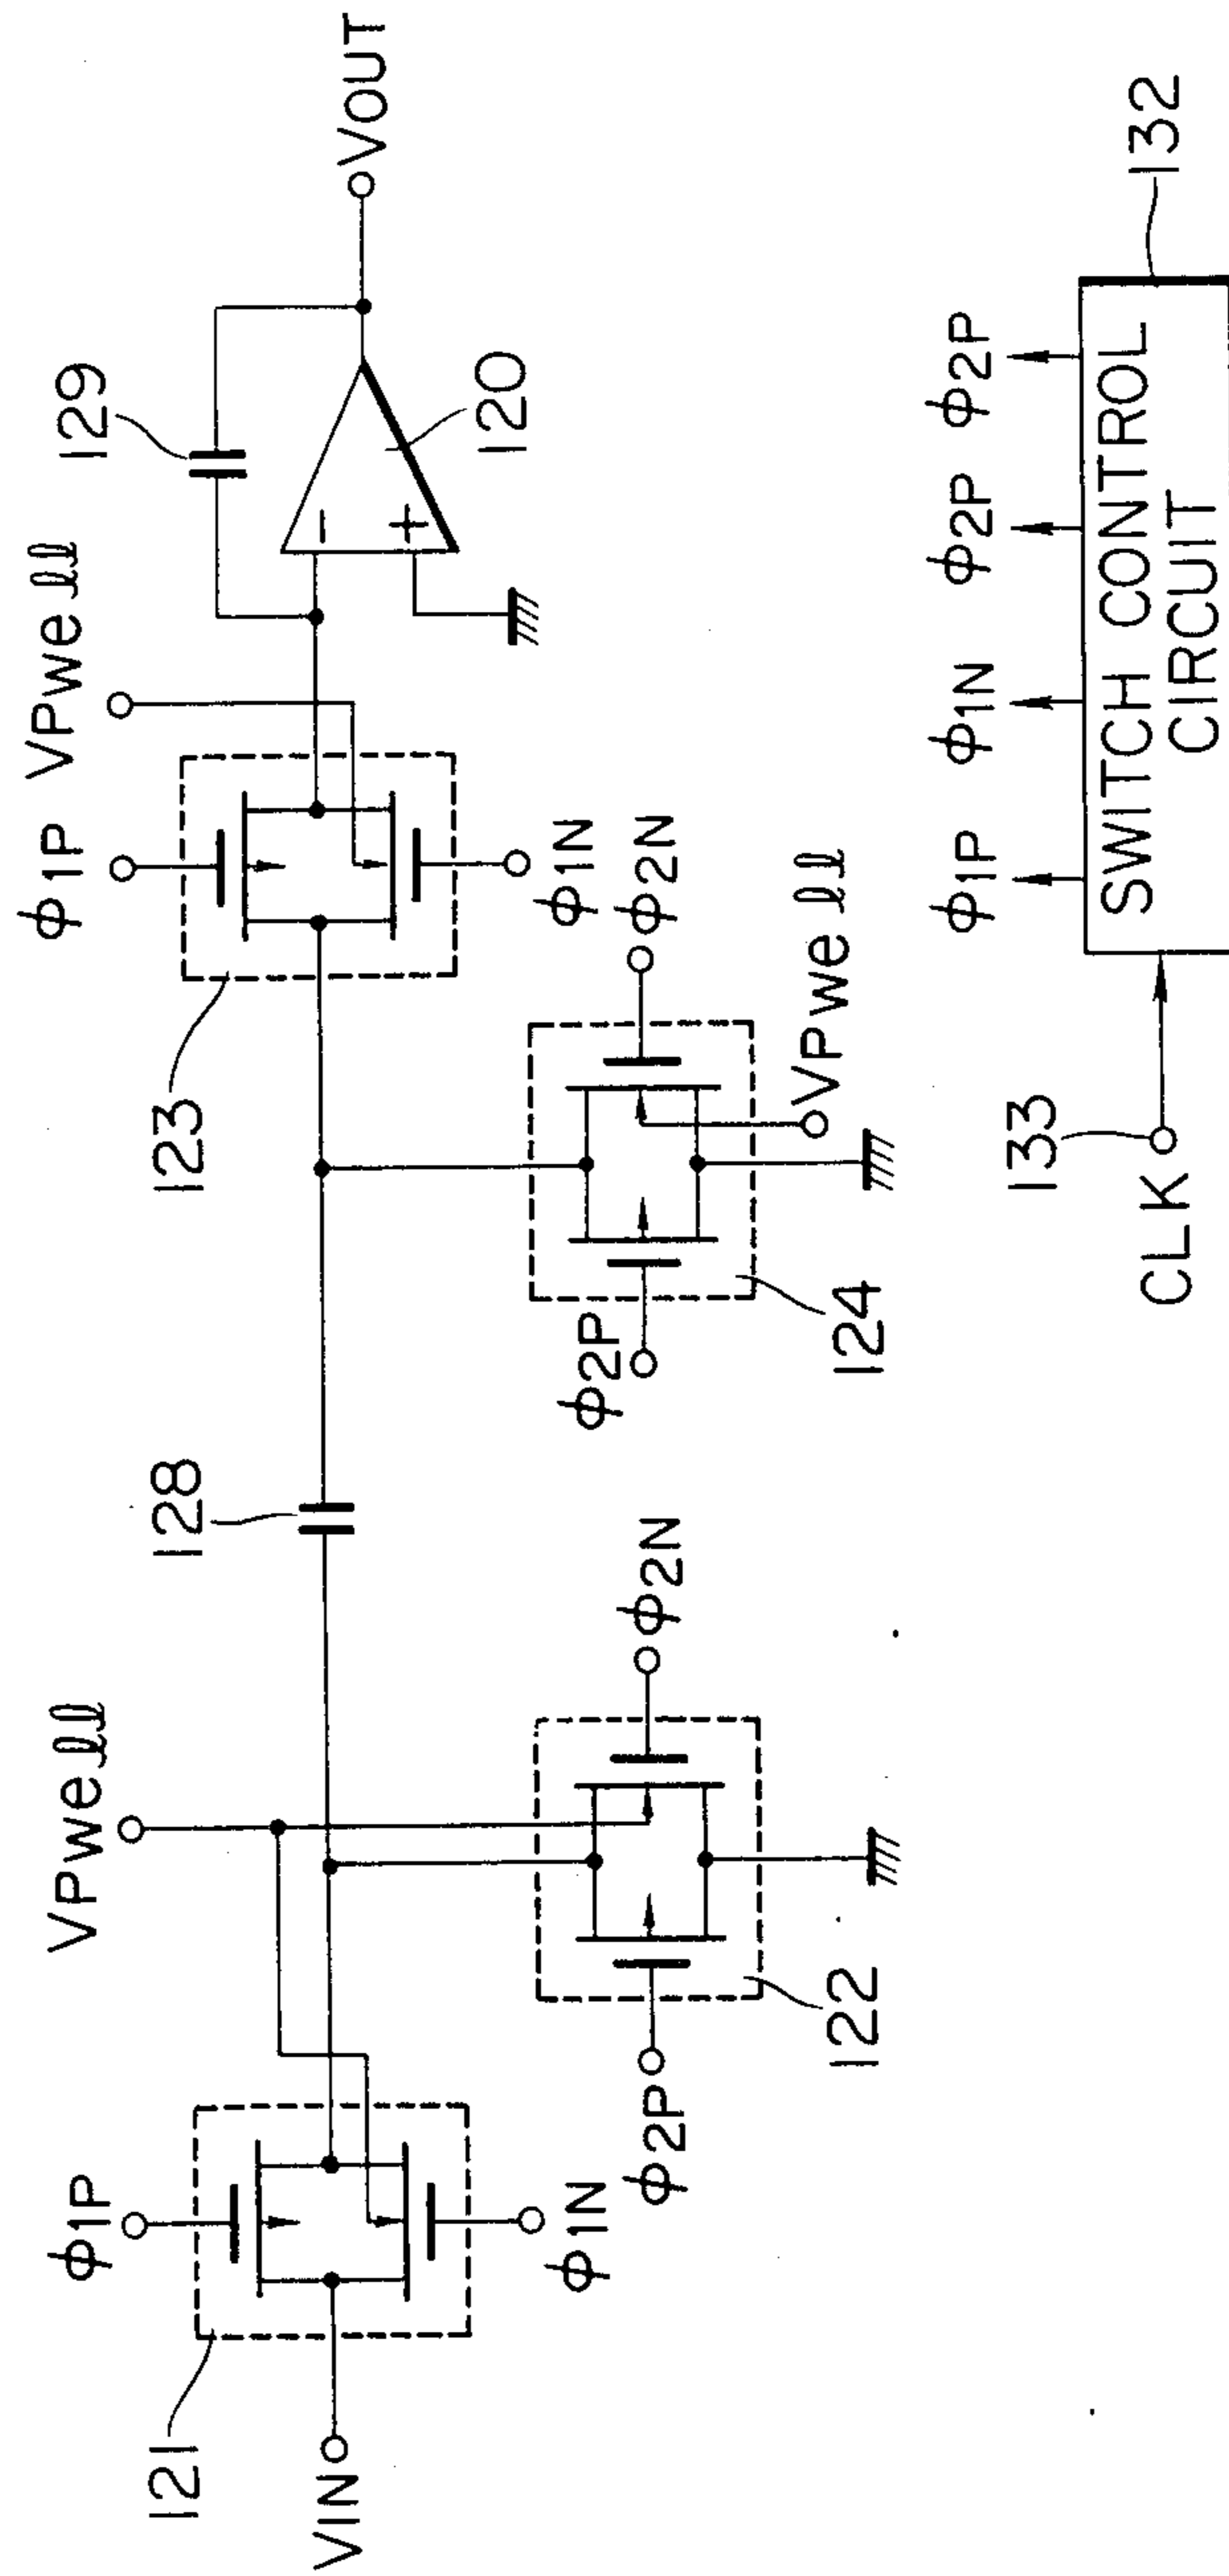 VIN
121
ϕ1P
ϕ1N
VPwell
ϕ2P
122
ϕ2N
128
ϕ2P
124
ϕ2N
VPwell
123
ϕ1P
VPwell
ϕ1N
129
120
−
+
VOUT
CLK
133
ϕ1P
ϕ1N
ϕ2P
ϕ2P
SWITCH CONTROL
CIRCUIT
132